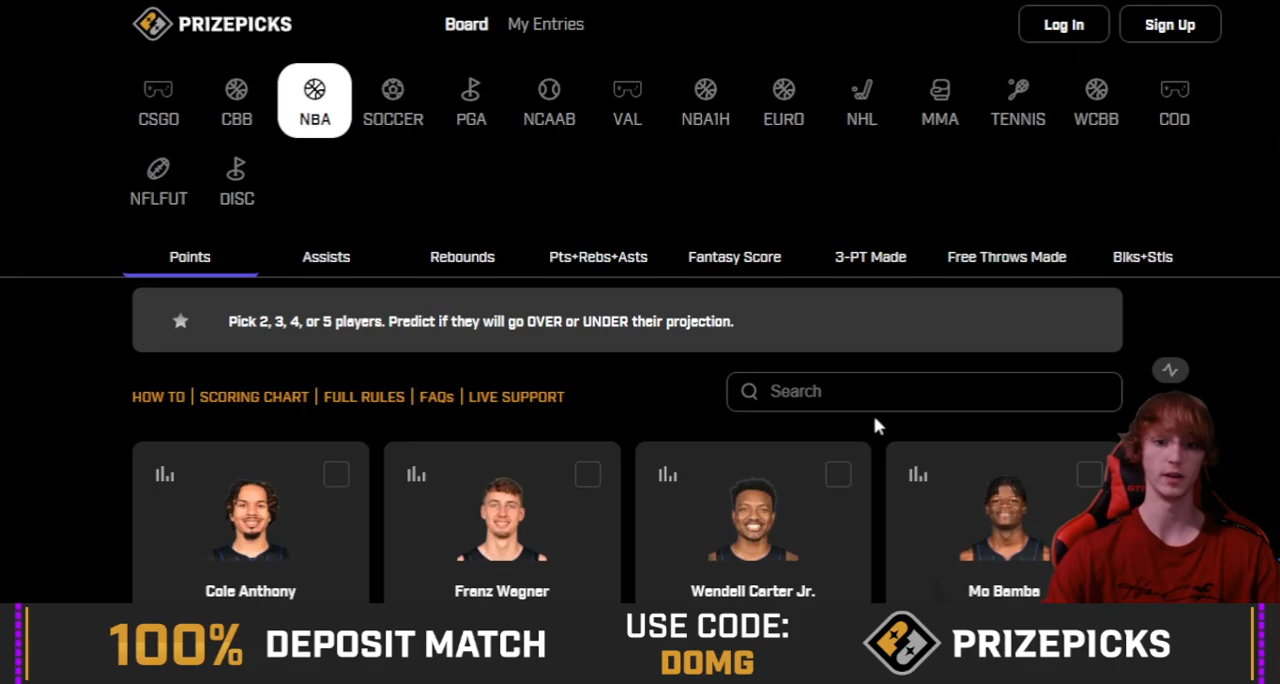 PRIZEPICKS
Board My Entries
Log In Sign Up
CSGO CBB NBA SOCCER PGA NCAAB VAL NBA1H EURO NHL MMA TENNIS WCBB COD
NFLFUT DISC
Points Assists Rebounds Pts+Rebs+Asts Fantasy Score 3-PT Made Free Throws Made Blks+Stls
Pick 2, 3, 4, or 5 players. Predict if they will go OVER or UNDER their projection.
HOW TO | SCORING CHART | FULL RULES | FAQs | LIVE SUPPORT
Search
Cole Anthony Franz Wagner Wendell Carter Jr. Mo Bamba
100% DEPOSIT MATCH
USE CODE:
DOMG
PRIZEPICKS